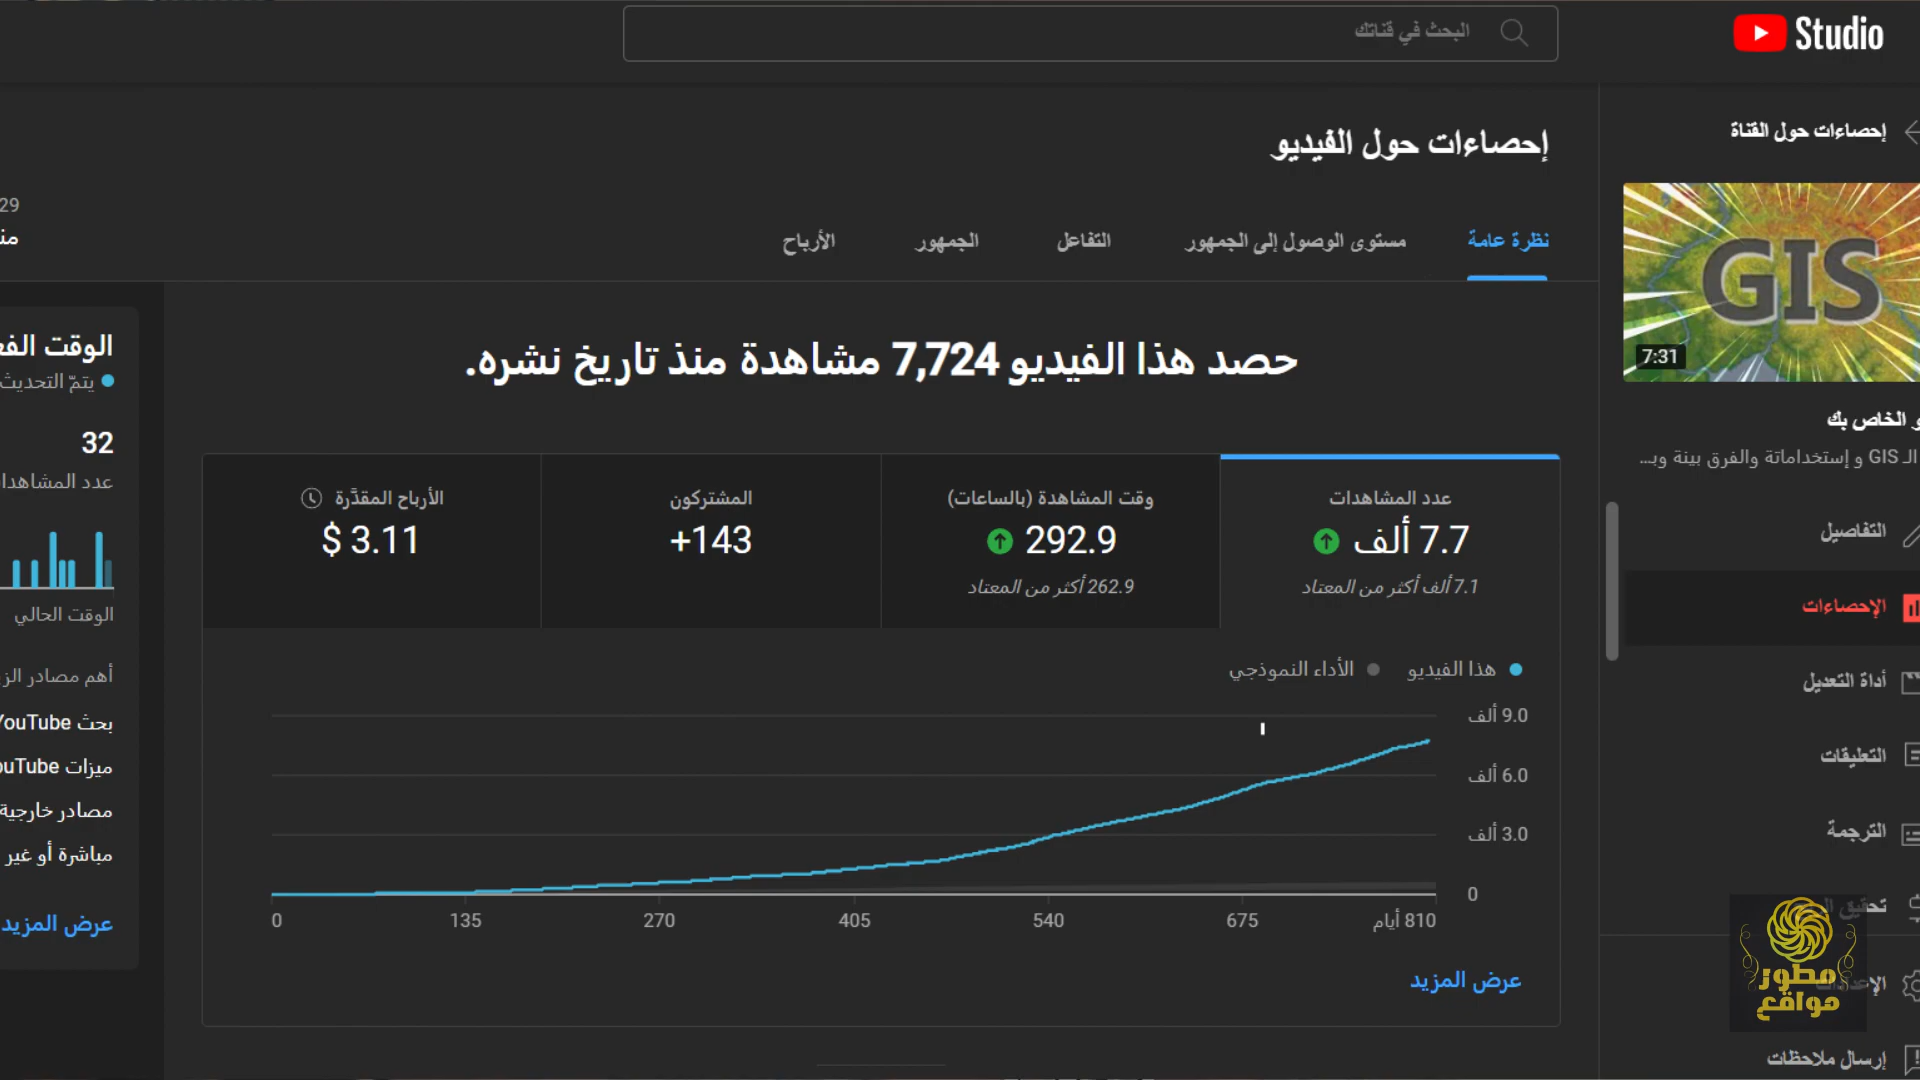 Studio
البحث في قناتك
إحصاءات حول القناة
GIS
7:31
الخاص بك
الـ GIS و إستخداماتة والفرق بينة وبـ...
التفاصيل
الإحصاءات
أداة التعديل
التعليقات
الترجمة
إرسال ملاحظات
مطور
مواقع
إحصاءات حول الفيديو
نظرة عامة
مستوى الوصول إلى الجمهور
التفاعل
الجمهور
الأرباح
حصد هذا الفيديو 7,724 مشاهدة منذ تاريخ نشره.
عدد المشاهدات
7.7 ألف
7.1 ألف أكثر من المعتاد
وقت المشاهدة (بالساعات)
292.9
262.9 أكثر من المعتاد
المشتركون
+143
الأرباح المقدَّرة
$ 3.11
هذا الفيديو
الأداء النموذجي
9.0 ألف
6.0 ألف
3.0 ألف
0
0 135 270 405 540 675 810 أيام
عرض المزيد
29
الوقت
يتمّ التحديث
32
عدد
الوقت الحالي
أهم مصادر
بحث YouTube
ميزات
مصادر خارجية
مباشرة أو غير
عرض المزيد